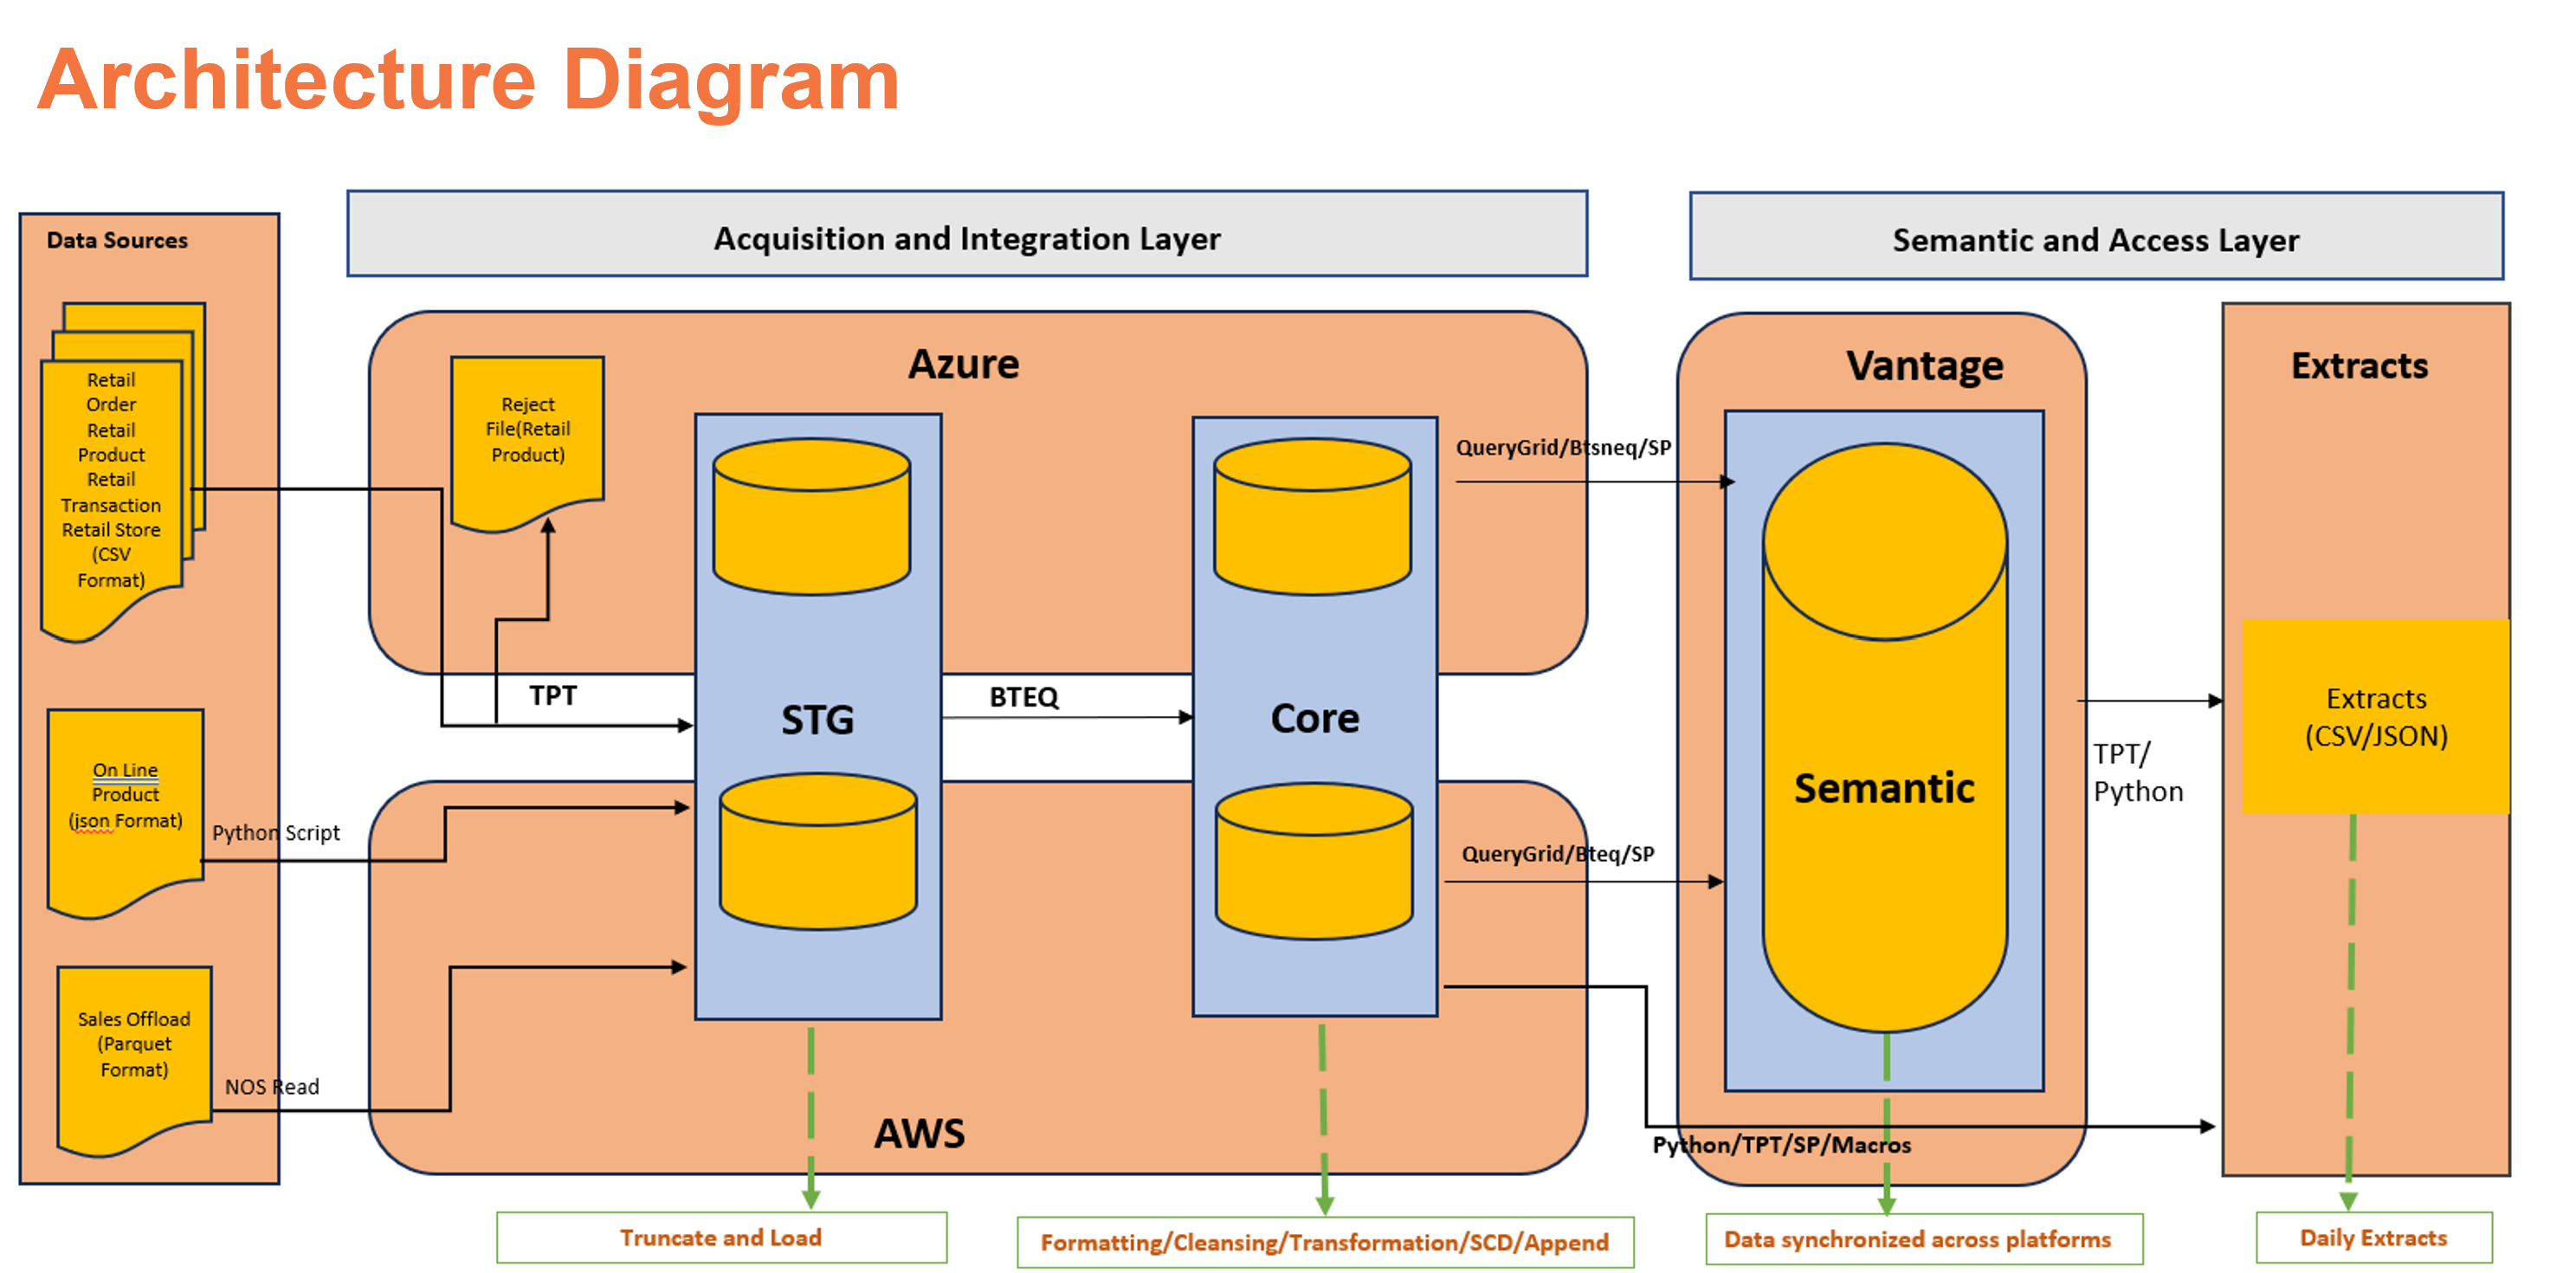 Architecture Diagram
Acquisition and Integration Layer
Semantic and Access Layer
Data Sources
Retail
Order
Retail
Product
Retail
Transaction
Retail Store
(CSV
Format)
On Line
Product
(json Format)
Python Script
Sales Offload
(Parquet
Format)
NOS Read
Azure
Reject
File(Retail
Product)
TPT
STG
BTEQ
Core
AWS
QueryGrid/Btsneq/SP
QueryGrid/Bteq/SP
Python/TPT/SP/Macros
Vantage
Semantic
TPT/
Python
Extracts
Extracts
(CSV/JSON)
Truncate and Load
Formatting/Cleansing/Transformation/SCD/Append
Data synchronized across platforms
Daily Extracts